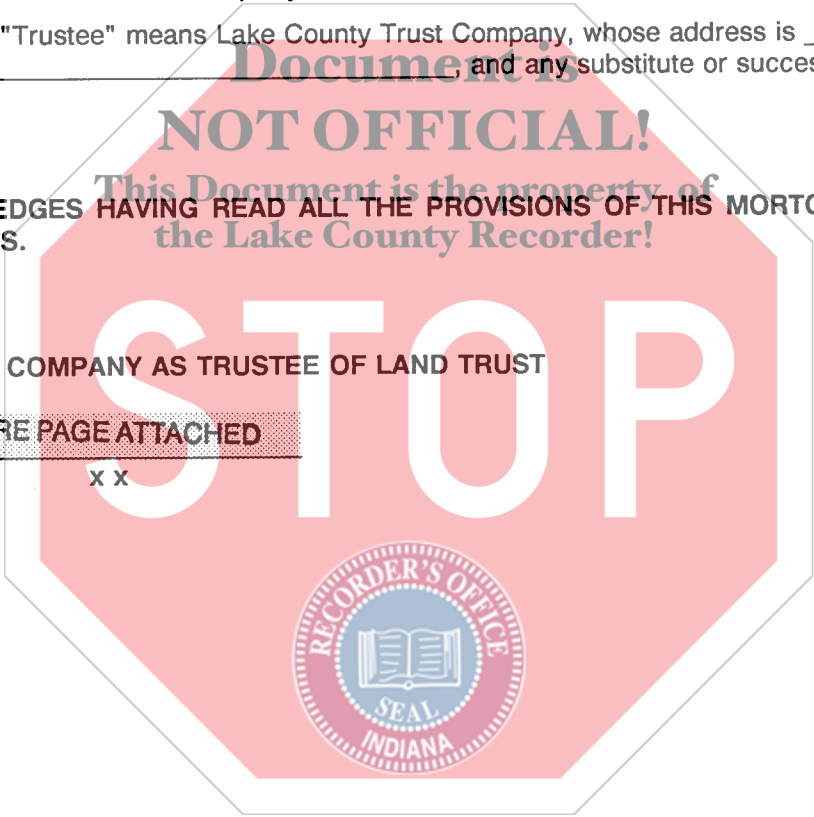 "Trustee" means Lake County Trust Company, whose address is _
Document is
, and any substitute or succes
NOT OFFICIAL!
This Document is the property of
EDGES HAVING READ ALL THE PROVISIONS OF THIS MORTG
the Lake County Recorder!
S.
STOP
COMPANY AS TRUSTEE OF LAND TRUST
RE PAGE ATTACHED
x x
RECORDER'S OFFICE
SEAL
INDIANA